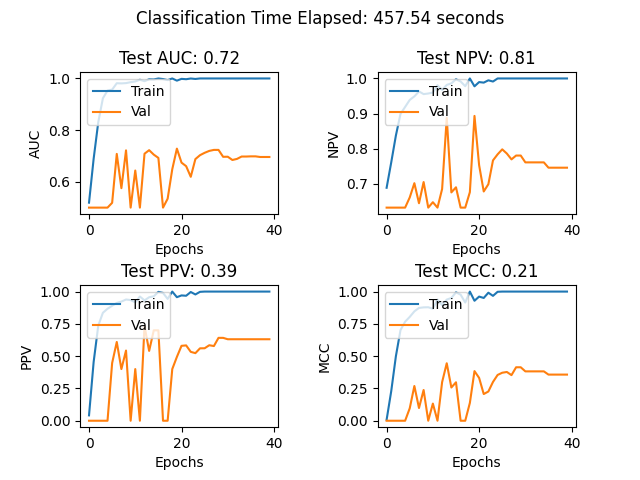 Classification Time Elapsed: 457.54 seconds
Test AUC: 0.72
1.0
0.8
0.6
AUC
Train
Val
0
20
40
Epochs
Test NPV: 0.81
1.0
0.9
0.8
0.7
NPV
Train
Val
0
20
40
Epochs
Test PPV: 0.39
1.00
0.75
0.50
0.25
0.00
PPV
Train
Val
0
20
40
Epochs
Test MCC: 0.21
1.00
0.75
0.50
0.25
0.00
MCC
Train
Val
0
20
40
Epochs